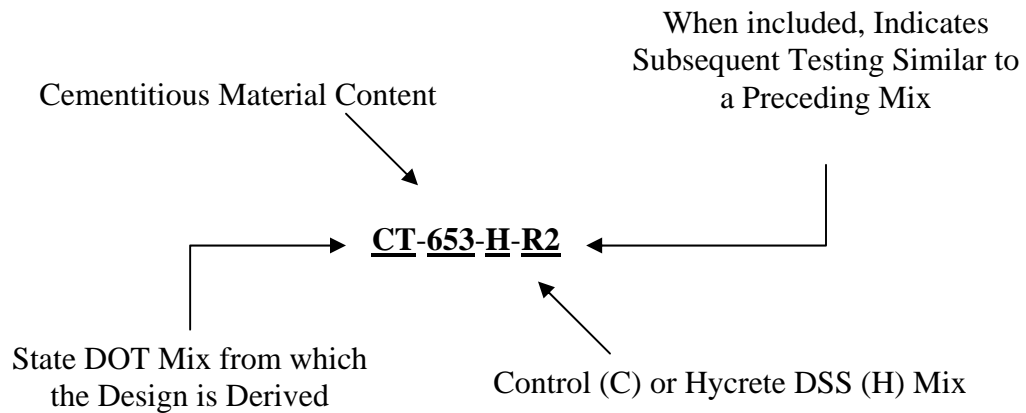 When included, Indicates
Subsequent Testing Similar to
a Preceding Mix
Cementitious Material Content
CT-653-H-R2
State DOT Mix from which
the Design is Derived
Control (C) or Hycrete DSS (H) Mix